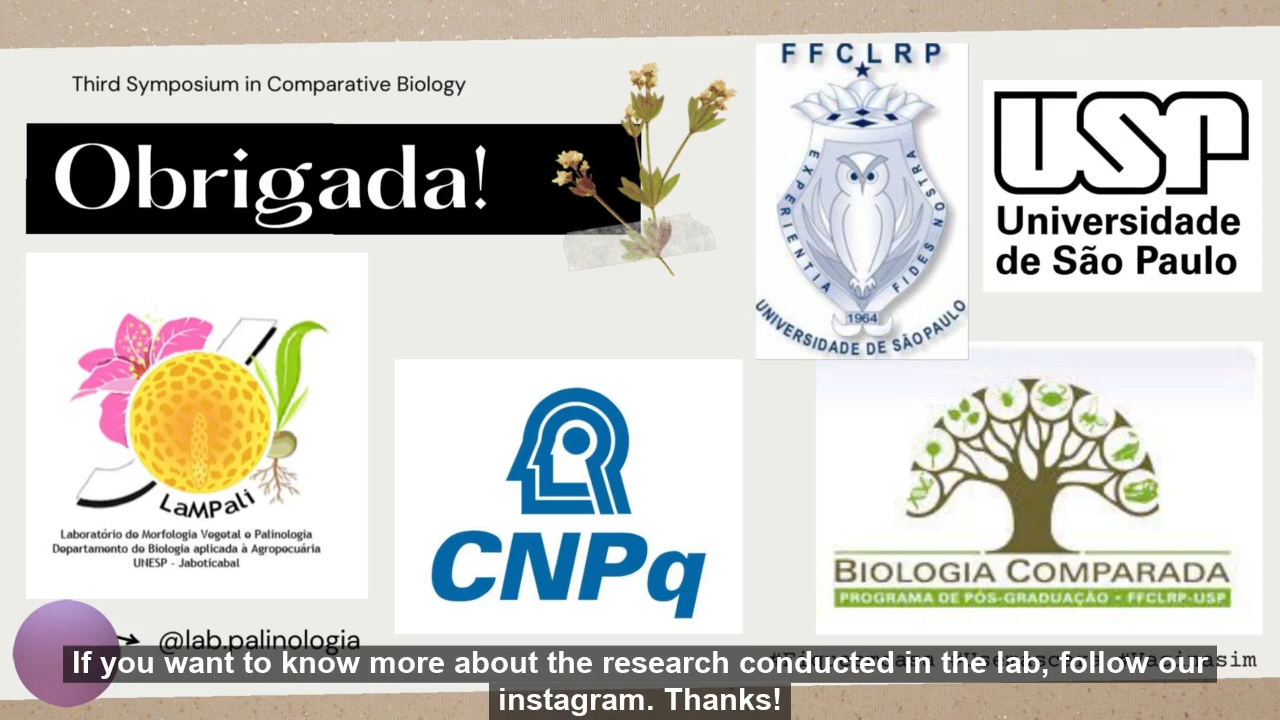 Third Symposium in Comparative Biology
Obrigada!
FFCLRP
EXPERIENTIA FIDES NOSTRA
1964
UNIVERSIDADE DE SÃO PAULO
USP
Universidade
de São Paulo
LaMPali
Laboratório de Morfologia Vegetal e Palinologia
Departamento de Biologia aplicada à Agropecuária
UNESP - Jaboticabal
CNPq
BIOLOGIA COMPARADA
PROGRAMA DE PÓS-GRADUAÇÃO • FFCLRP-USP
@lab.palinologia
If you want to know more about the research conducted in the lab, follow our
instagram. Thanks!